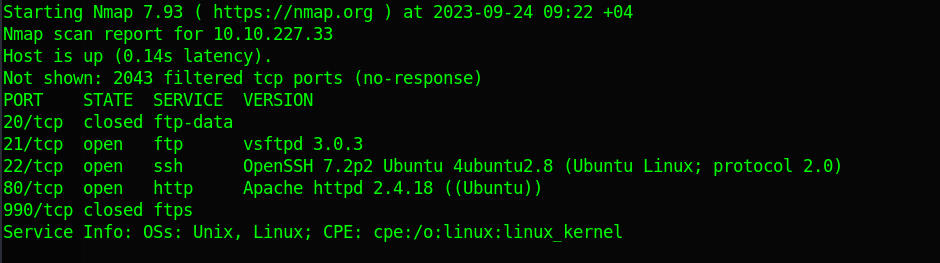 Starting Nmap 7.93 ( https://nmap.org ) at 2023-09-24 09:22 +04
Nmap scan report for 10.10.227.33
Host is up (0.14s latency).
Not shown: 2043 filtered tcp ports (no-response)
PORT    STATE  SERVICE  VERSION
20/tcp  closed ftp-data
21/tcp  open   ftp      vsftpd 3.0.3
22/tcp  open   ssh      OpenSSH 7.2p2 Ubuntu 4ubuntu2.8 (Ubuntu Linux; protocol 2.0)
80/tcp  open   http     Apache httpd 2.4.18 ((Ubuntu))
990/tcp closed ftps
Service Info: OSs: Unix, Linux; CPE: cpe:/o:linux:linux_kernel